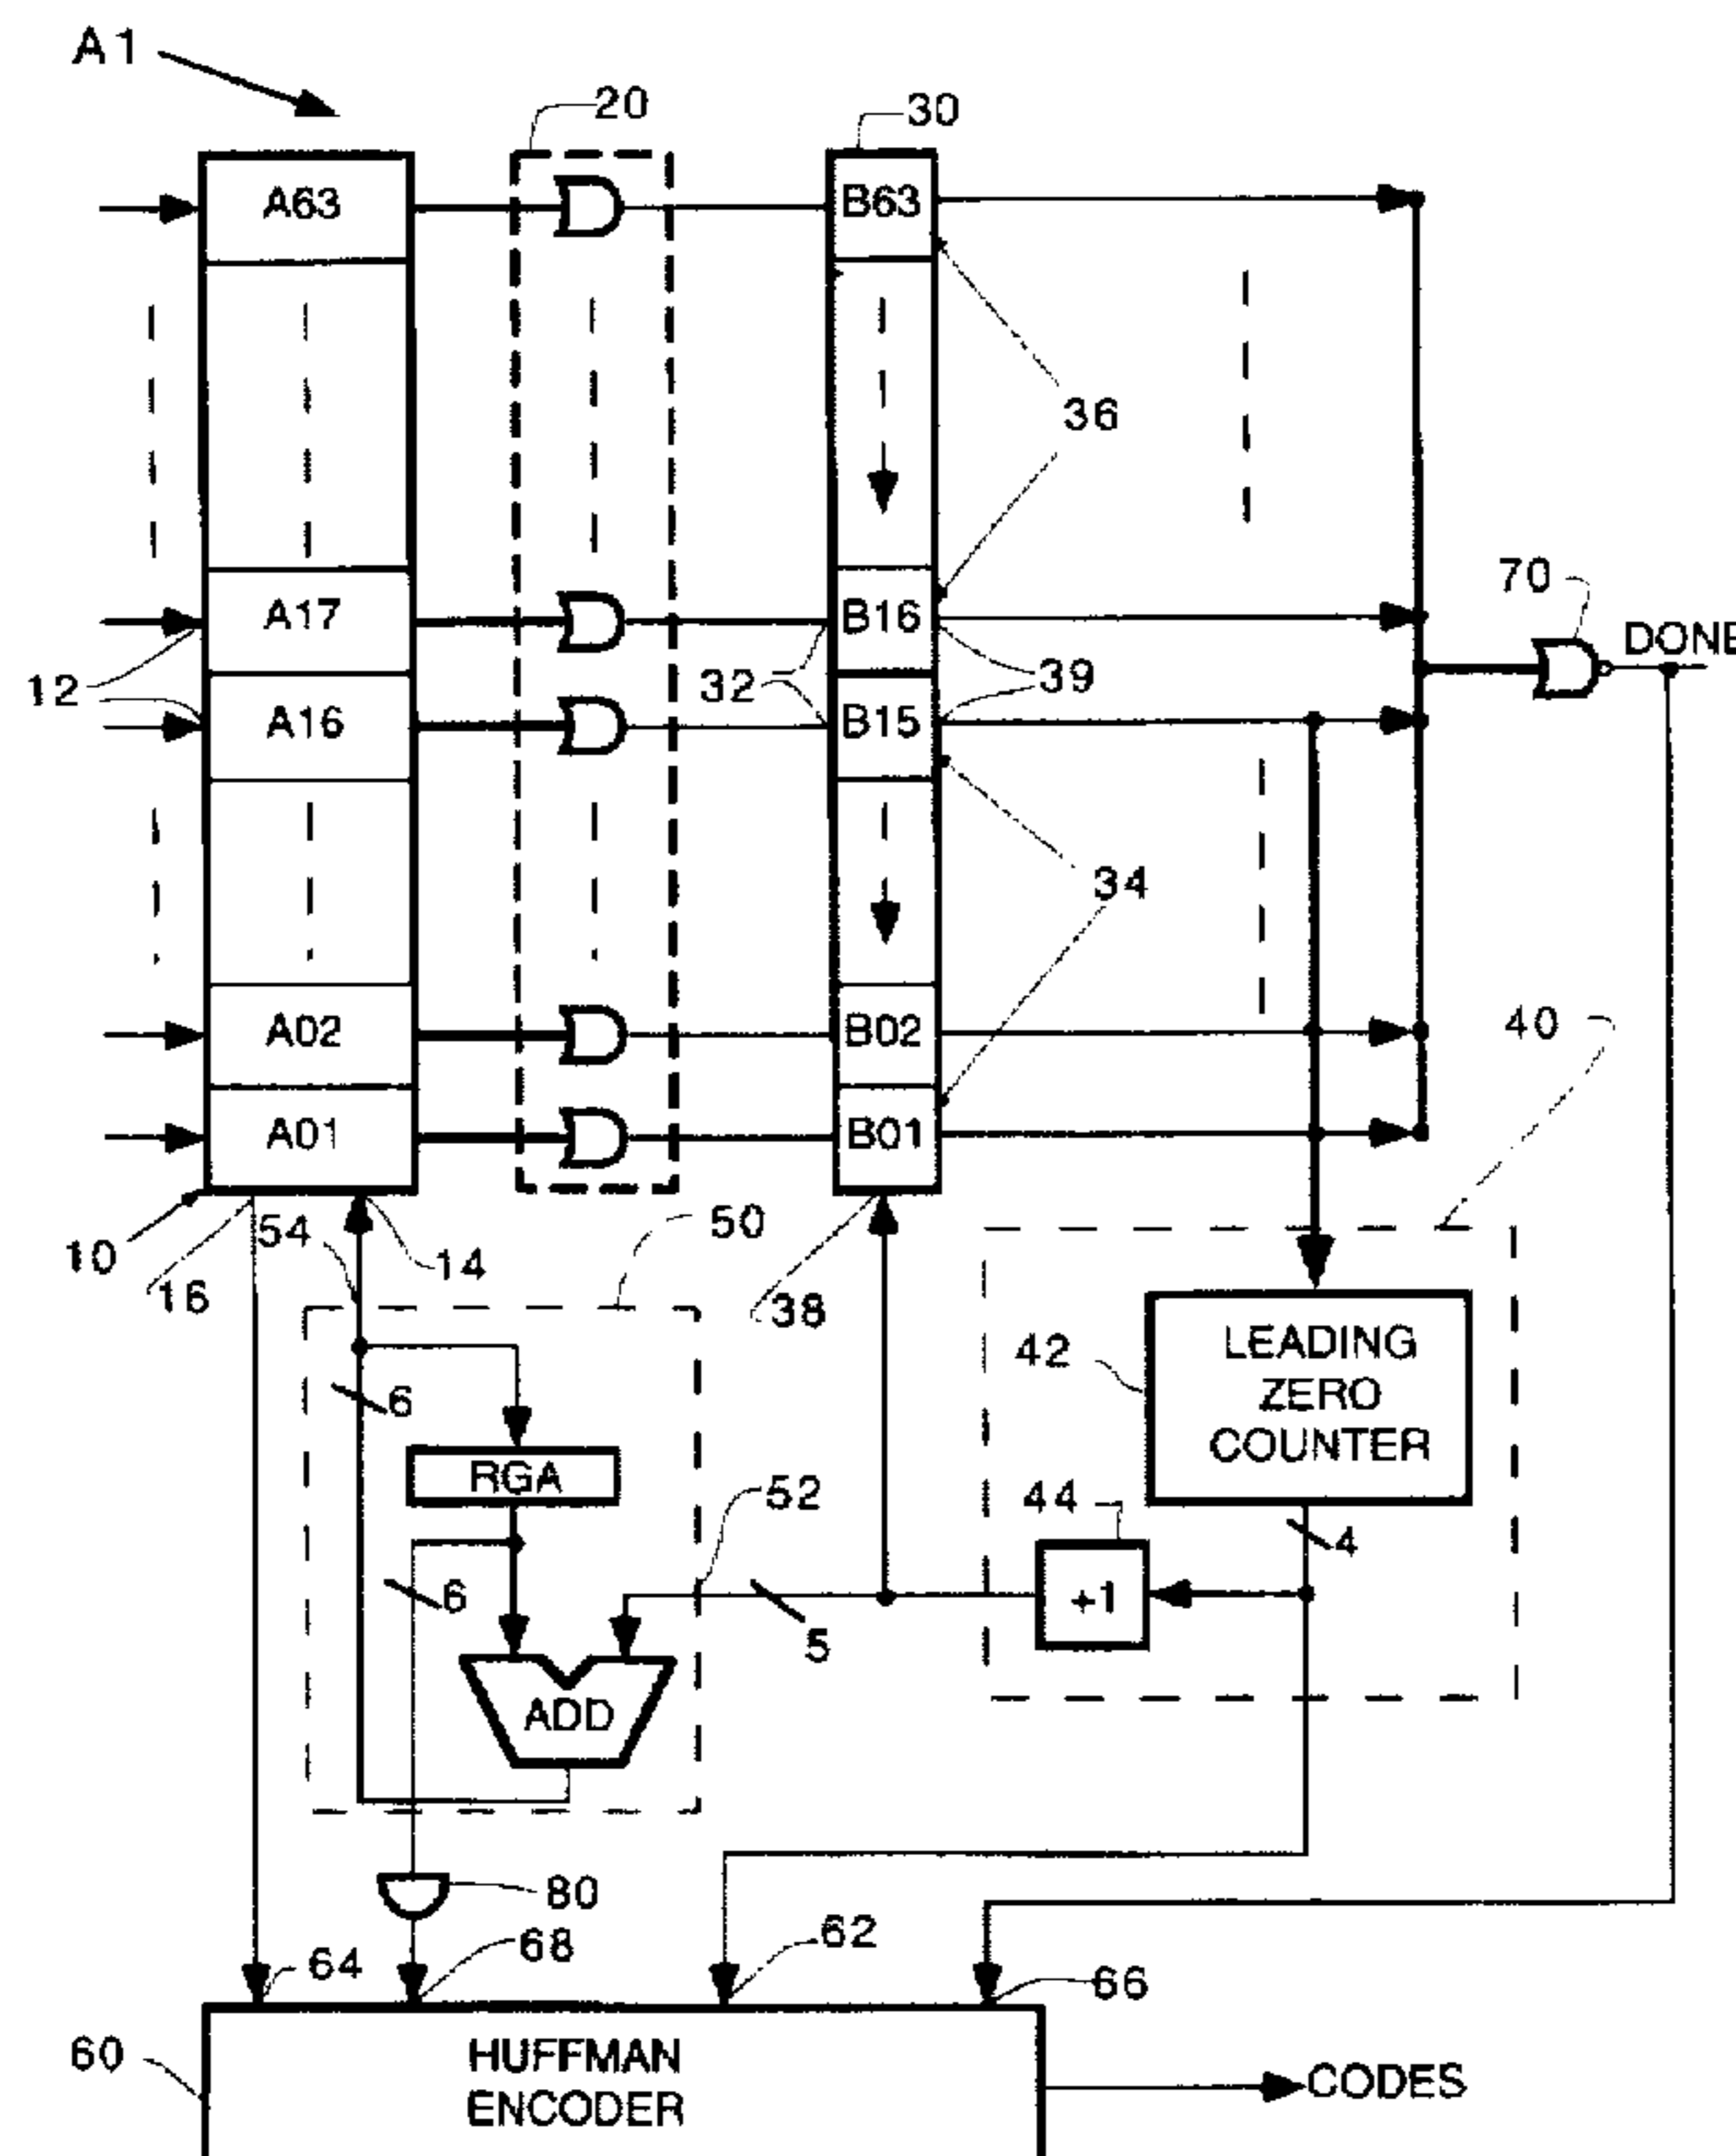 A1
20
30
A63
B63
36
70
A17
B16
DONE
12
32
39
A16
B15
34
40
A02
B02
A01
B01
10
16
54
14
50
38
42
LEADING
ZERO
COUNTER
6
RGA
52
44
4
6
+1
5
ADD
80
64
68
62
66
60
HUFFMAN
ENCODER
CODES